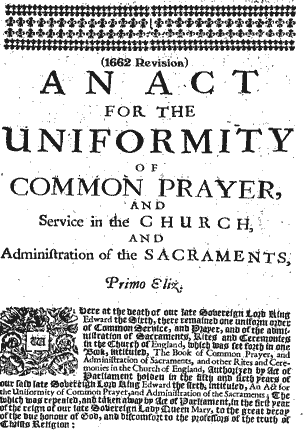 (1662 Revision)
AN ACT
FOR THE
UNIFORMITY
OF
COMMON PRAYER,
AND
Service in the CHURCH,
AND
Adminiſtration of the SACRAMENTS,
Primo Eliz.
Here at the death of our late Sovereign Lord King
Edward the Sixth, there remained one uniform order
of Common Service, and Prayer, and of the admi-
niſtration of Sacraments, Rites and Ceremonies
in the Church of England, which was ſet forth in one
Book, intituled, The Book of Common Prayer, and
Adminiſtration of Sacraments, and other Rites and Cere-
monies in the Church of England, Authorized by Act of
Parliament holden in the fifth and ſixth years of
our ſaid late Sovereign Lord King Edward the ſixth, intituled, An Act for
the Uniformity of Common Prayer, and Adminiſtration of the Sacraments; The
which was repealed, and taken away by Act of Parliament, in the firſt year
of the reign of our late Sovereign Lady Queen Mary, to the great decay
of the due honour of God, and diſcomfort to the profeſſors of the truth of
Chriſts Religion: